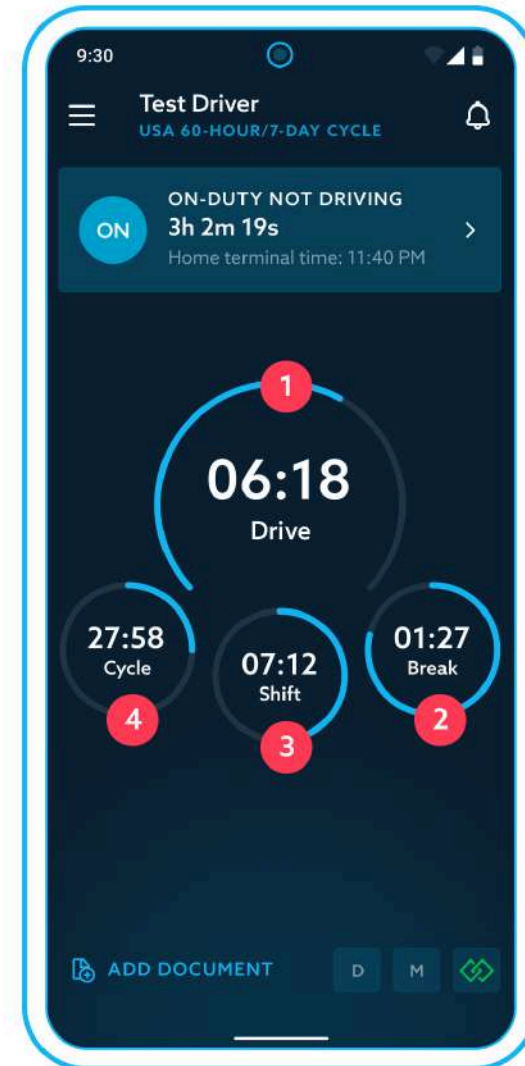 9:30
Test Driver
USA 60-HOUR/7-DAY CYCLE
ON
ON-DUTY NOT DRIVING
3h 2m 19s
Home terminal time: 11:40 PM
1
06:18
Drive
27:58
Cycle
4
07:12
Shift
3
01:27
Break
2
ADD DOCUMENT
D
M